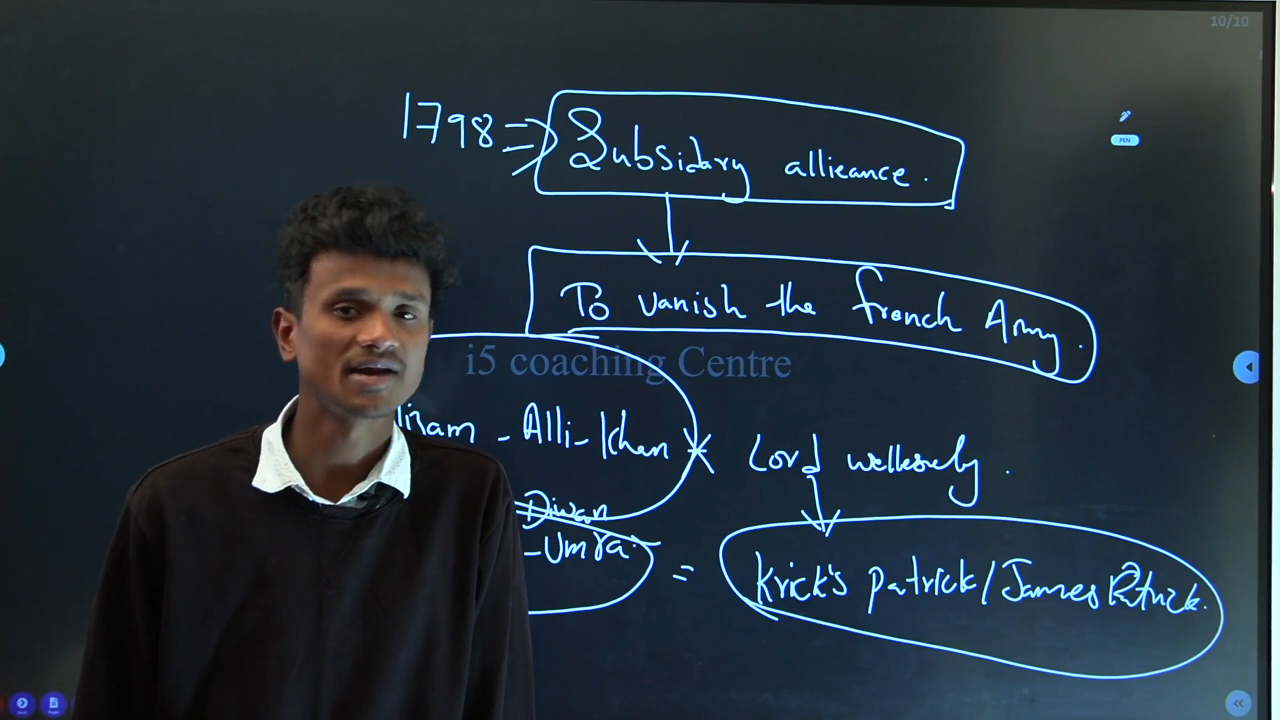 10/10
1798 => Subsidary allieance.
PEN
To vanish the french Army.
i5 coaching Centre
Alli-Khan × Lord wellesely.
Diwan
-Umra. = Krick's patrick/James Patrick.